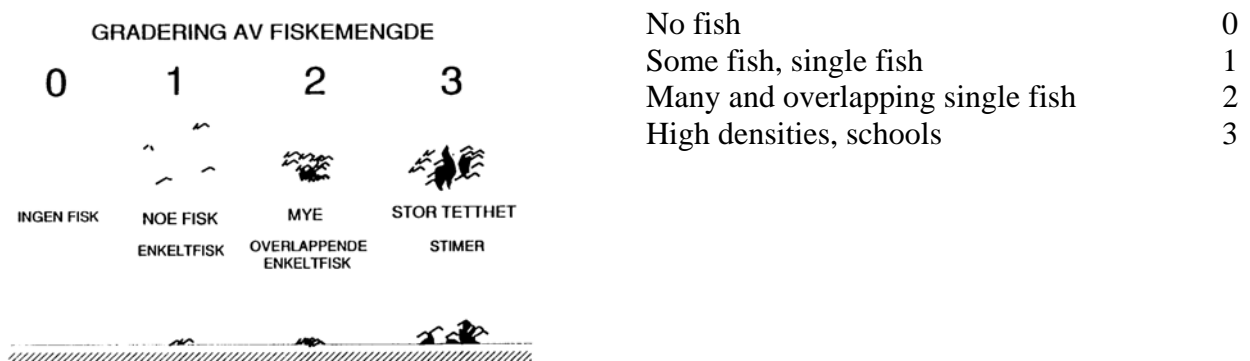 GRADERING AV FISKEMENGDE
0 1 2 3
INGEN FISK NOE FISK MYE STOR TETTHET
ENKELTFISK OVERLAPPENDE STIMER
ENKELTFISK
No fish 0
Some fish, single fish 1
Many and overlapping single fish 2
High densities, schools 3